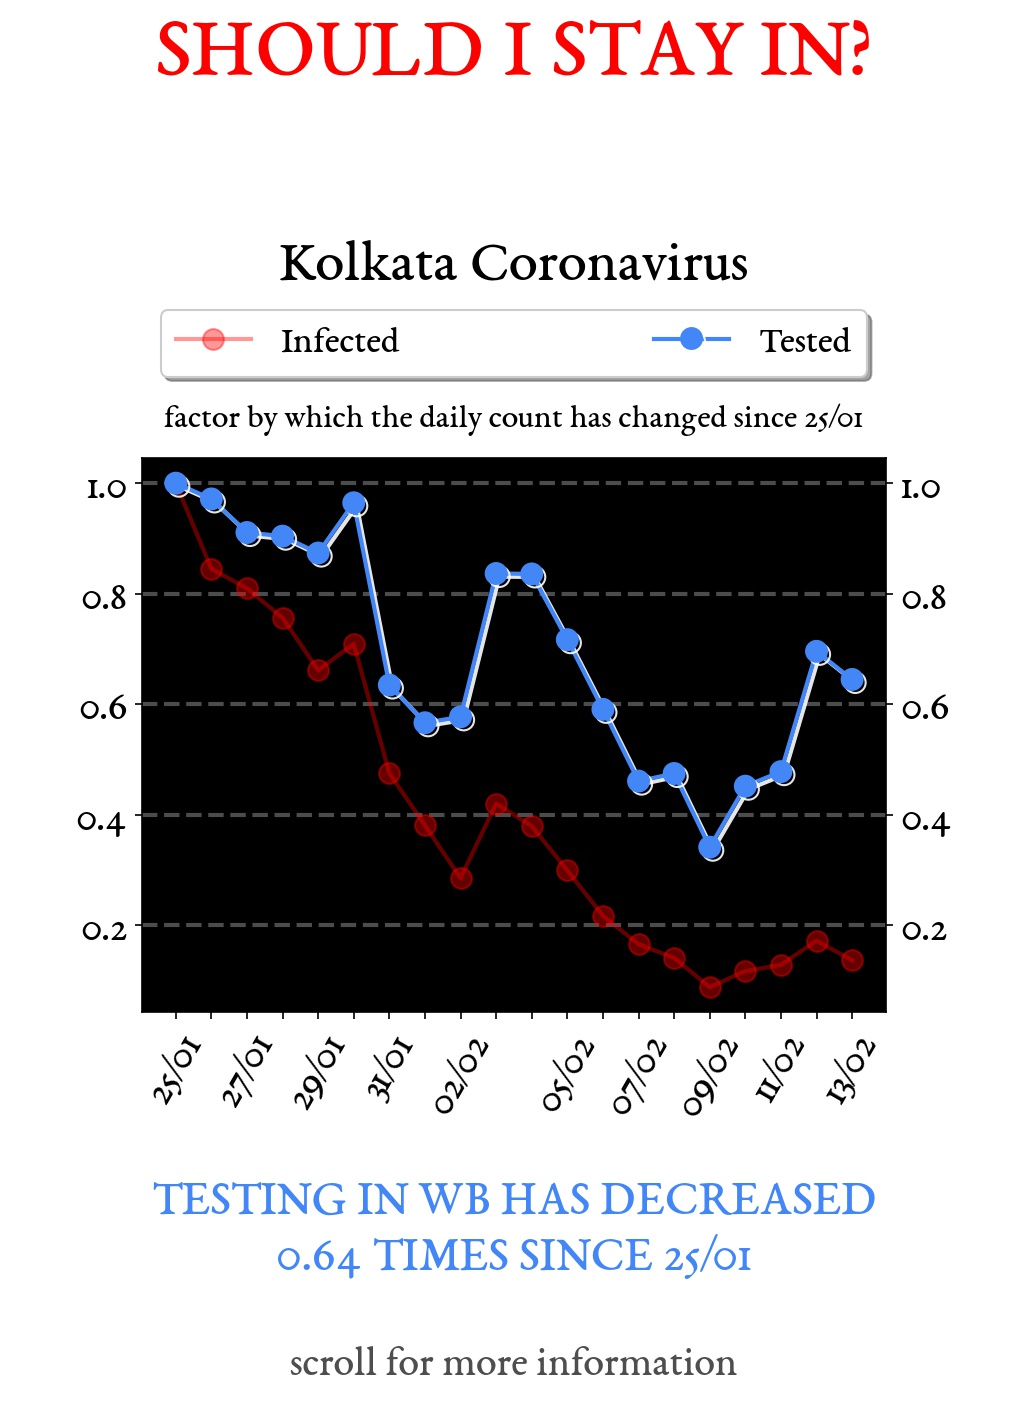 SHOULD I STAY IN?
Kolkata Coronavirus
Infected Tested
factor by which the daily count has changed since 25/01
1.0 1.0
0.8 0.8
0.6 0.6
0.4 0.4
0.2 0.2
25/01 27/01 29/01 31/01 02/02 05/02 07/02 09/02 11/02 13/02
TESTING IN WB HAS DECREASED
0.64 TIMES SINCE 25/01
scroll for more information